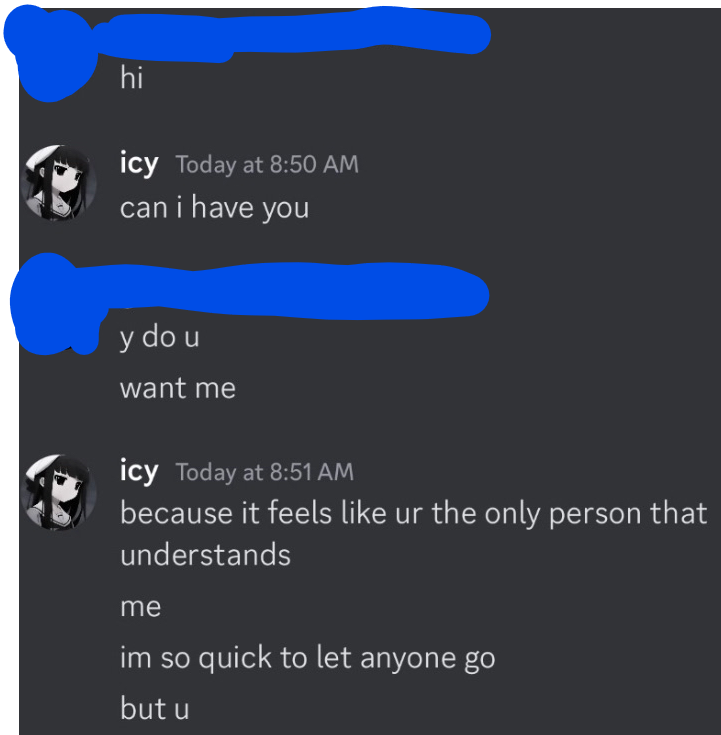 hi
icy Today at 8:50 AM
can i have you
y do u
want me
icy Today at 8:51 AM
because it feels like ur the only person that
understands
me
im so quick to let anyone go
but u